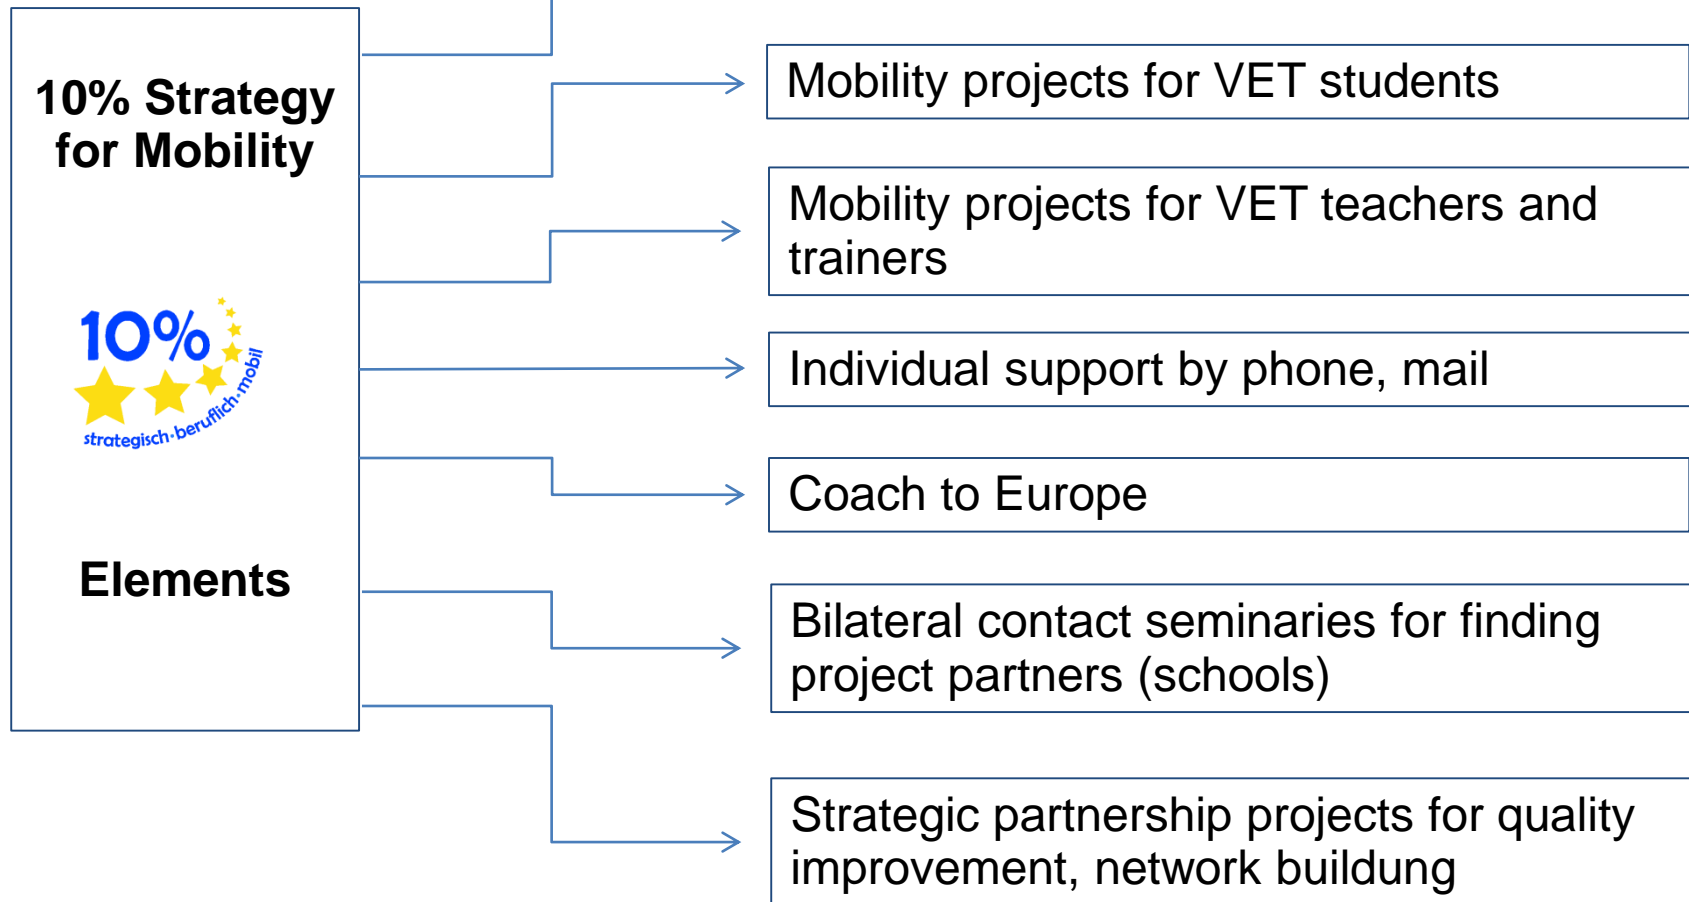 10% Strategy
for Mobility
10%
strategisch·beruflich·mobil
Elements
Mobility projects for VET students
Mobility projects for VET teachers and
trainers
Individual support by phone, mail
Coach to Europe
Bilateral contact seminaries for finding
project partners (schools)
Strategic partnership projects for quality
improvement, network buildung